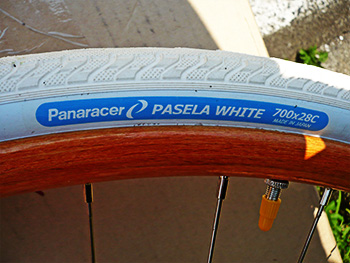 Panaracer PASELA WHITE 700x28C
MADE IN JAPAN